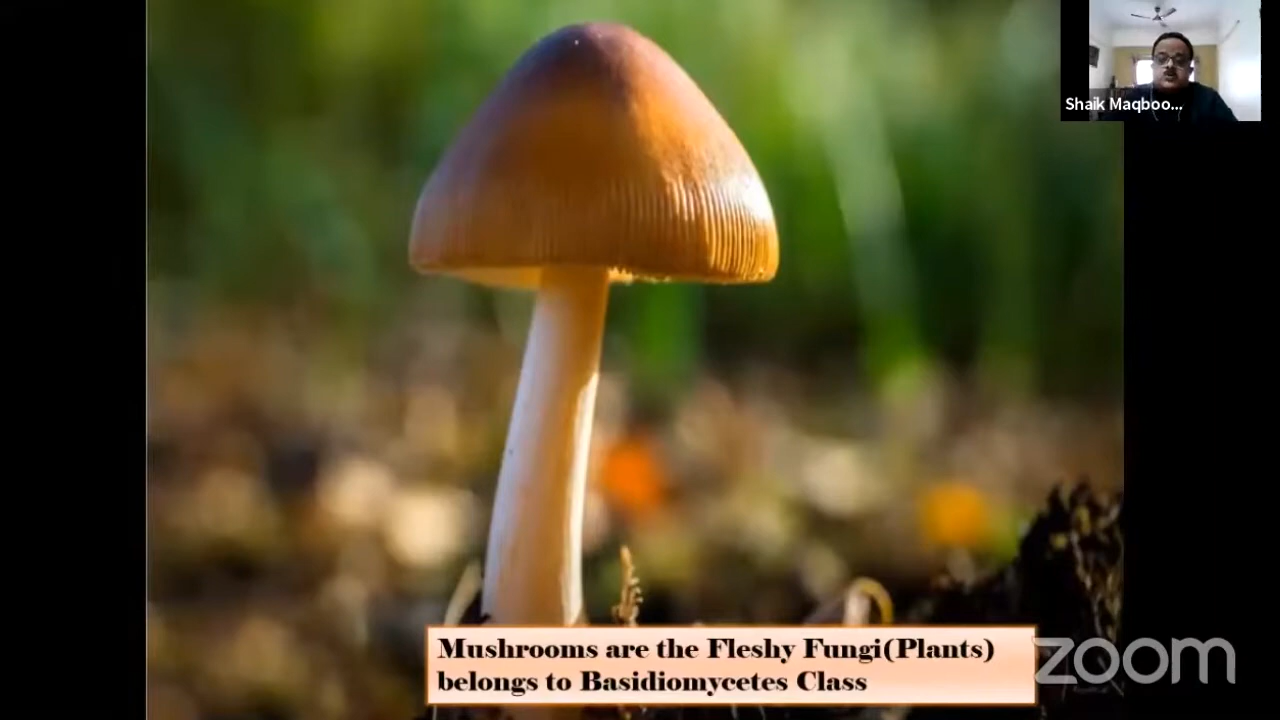 Shaik Maqboo...
Mushrooms are the Fleshy Fungi(Plants)
belongs to Basidiomycetes Class
zoom